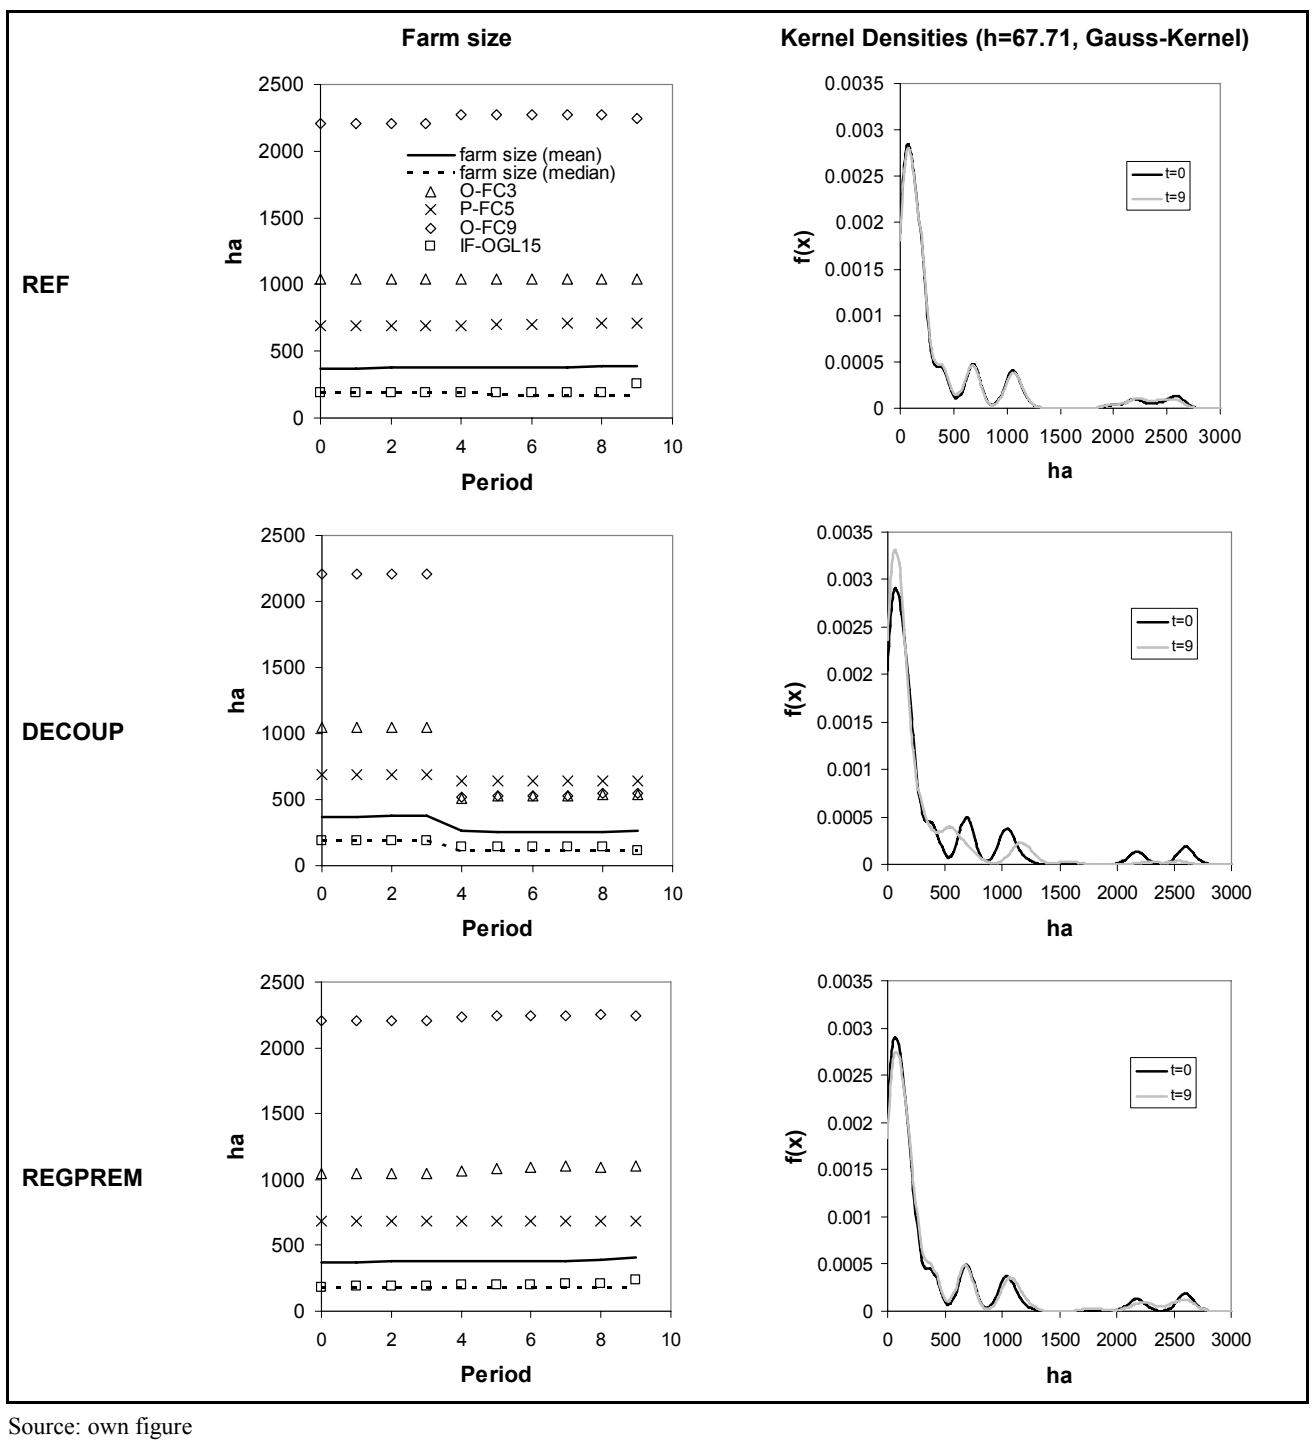 Farm size
Kernel Densities (h=67.71, Gauss-Kernel)
REF
2500
2000
1500
1000
500
0
ha
farm size (mean)
farm size (median)
O-FC3
P-FC5
O-FC9
IF-OGL15
0 2 4 6 8 10
Period
0.0035
0.003
0.0025
0.002
0.0015
0.001
0.0005
0
f(x)
t=0
t=9
0 500 1000 1500 2000 2500 3000
ha
DECOUP
2500
2000
1500
1000
500
0
ha
0 2 4 6 8 10
Period
0.0035
0.003
0.0025
0.002
0.0015
0.001
0.0005
0
f(x)
t=0
t=9
0 500 1000 1500 2000 2500 3000
ha
REGPREM
2500
2000
1500
1000
500
0
ha
0 2 4 6 8 10
Period
0.0035
0.003
0.0025
0.002
0.0015
0.001
0.0005
0
f(x)
t=0
t=9
0 500 1000 1500 2000 2500 3000
ha
Source: own figure